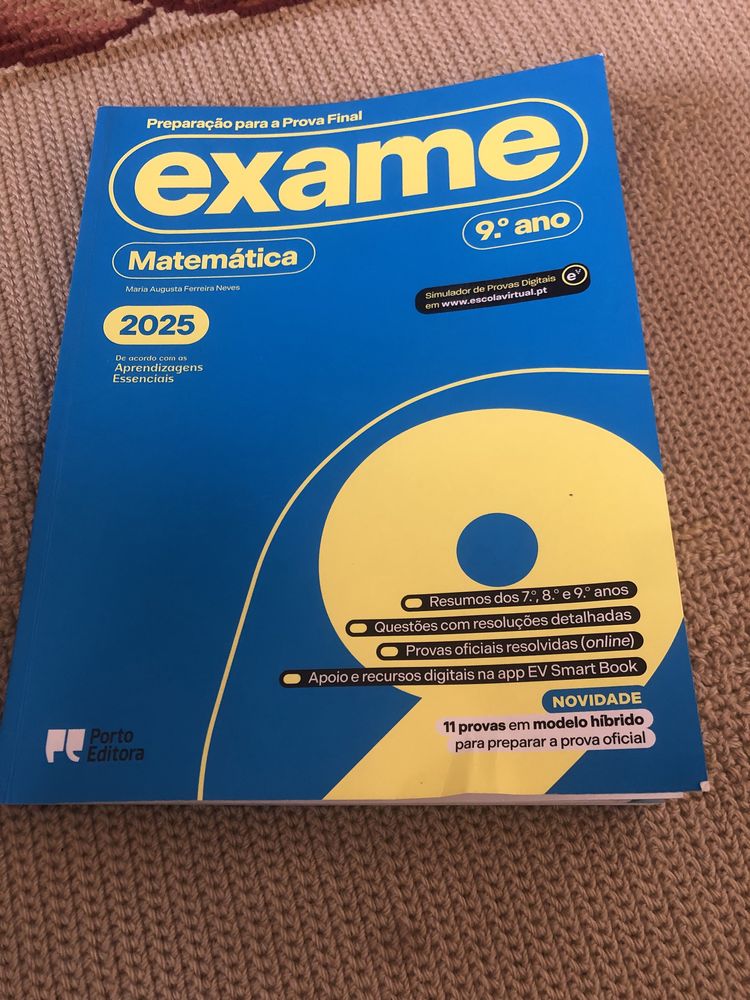 Preparação para a Prova Final
exame
9.º ano
Matemática
Maria Augusta Ferreira Neves
Simulador de Provas Digitais
em www.escolavirtual.pt
2025
De acordo com as
Aprendizagens
Essenciais
Resumos dos 7.º, 8.º e 9.º anos
Questões com resoluções detalhadas
Provas oficiais resolvidas (online)
Apoio e recursos digitais na app EV Smart Book
NOVIDADE
11 provas em modelo híbrido
para preparar a prova oficial
Porto
Editora
9